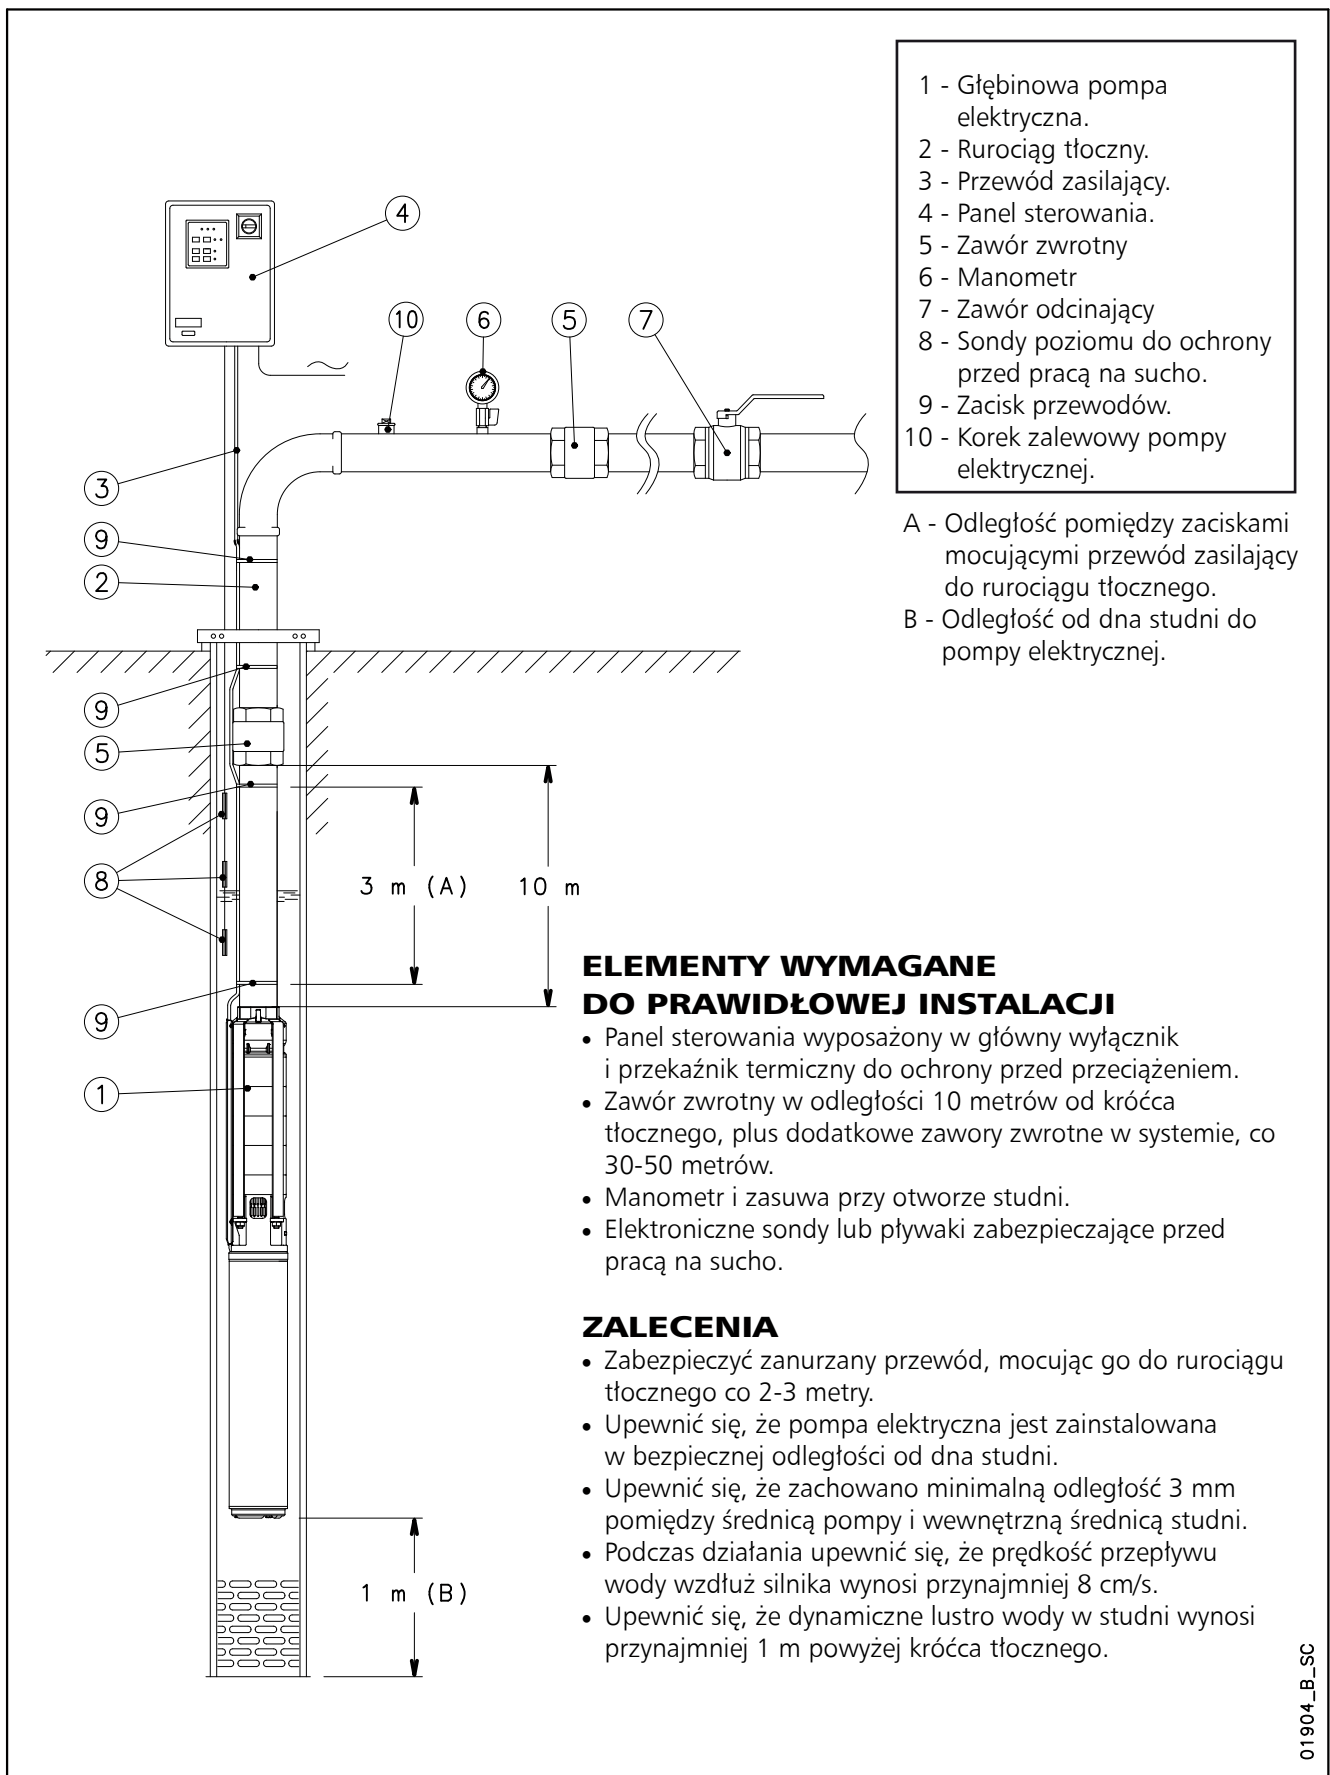 1 - Głębinowa pompa
elektryczna.
2 - Rurociąg tłoczny.
3 - Przewód zasilający.
4 - Panel sterowania.
5 - Zawór zwrotny
6 - Manometr
7 - Zawór odcinający
8 - Sondy poziomu do ochrony
przed pracą na sucho.
9 - Zacisk przewodów.
10 - Korek zalewowy pompy
elektrycznej.
A - Odległość pomiędzy zaciskami
mocującymi przewód zasilający
do rurociągu tłocznego.
B - Odległość od dna studni do
pompy elektrycznej.
4
10
6
5
7
3
9
2
9
5
9
8
9
1
3 m (A)
10 m
1 m (B)
ELEMENTY WYMAGANE
DO PRAWIDŁOWEJ INSTALACJI
• Panel sterowania wyposażony w główny wyłącznik
i przekaźnik termiczny do ochrony przed przeciążeniem.
• Zawór zwrotny w odległości 10 metrów od króćca
tłocznego, plus dodatkowe zawory zwrotne w systemie, co
30-50 metrów.
• Manometr i zasuwa przy otworze studni.
• Elektroniczne sondy lub pływaki zabezpieczające przed
pracą na sucho.
ZALECENIA
• Zabezpieczyć zanurzany przewód, mocując go do rurociągu
tłocznego co 2-3 metry.
• Upewnić się, że pompa elektryczna jest zainstalowana
w bezpiecznej odległości od dna studni.
• Upewnić się, że zachowano minimalną odległość 3 mm
pomiędzy średnicą pompy i wewnętrzną średnicą studni.
• Podczas działania upewnić się, że prędkość przepływu
wody wzdłuż silnika wynosi przynajmniej 8 cm/s.
• Upewnić się, że dynamiczne lustro wody w studni wynosi
przynajmniej 1 m powyżej króćca tłocznego.
01904_B_SC